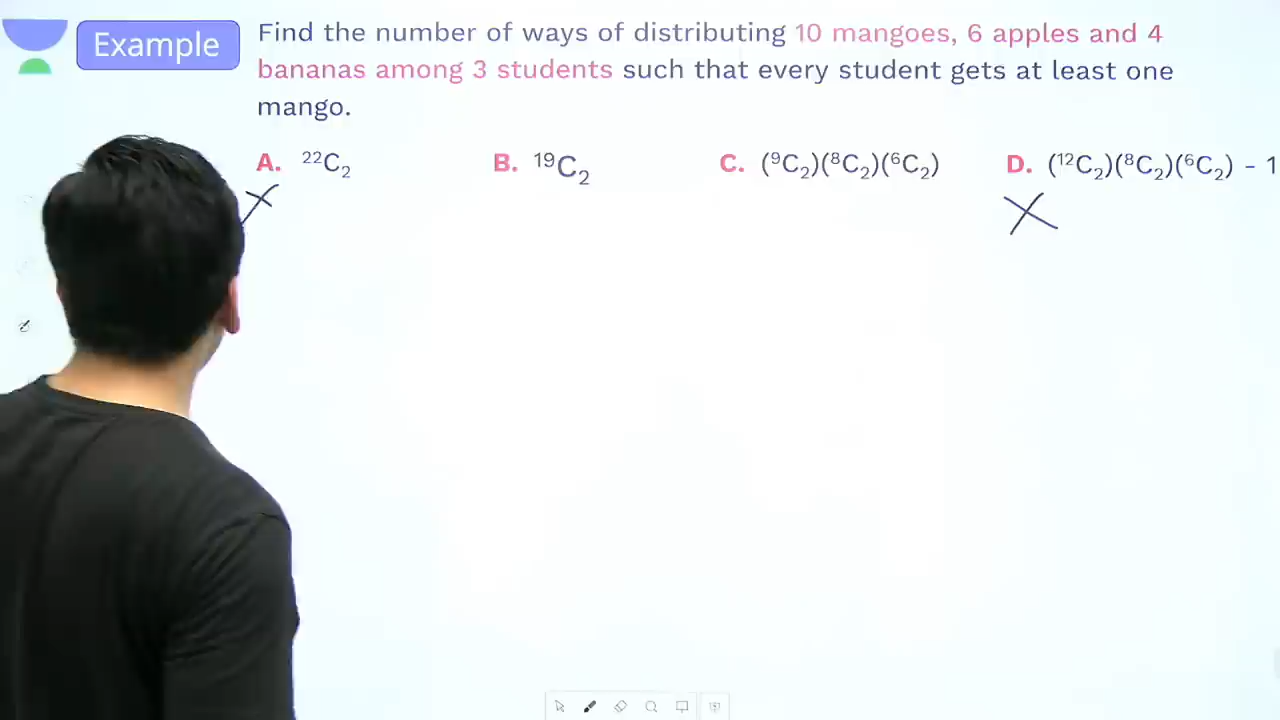 Example
Find the number of ways of distributing 10 mangoes, 6 apples and 4
bananas among 3 students such that every student gets at least one
mango.
A. ²²C₂ B. ¹⁹C₂ C. (⁹C₂)(⁸C₂)(⁶C₂) D. (¹²C₂)(⁸C₂)(⁶C₂) - 1